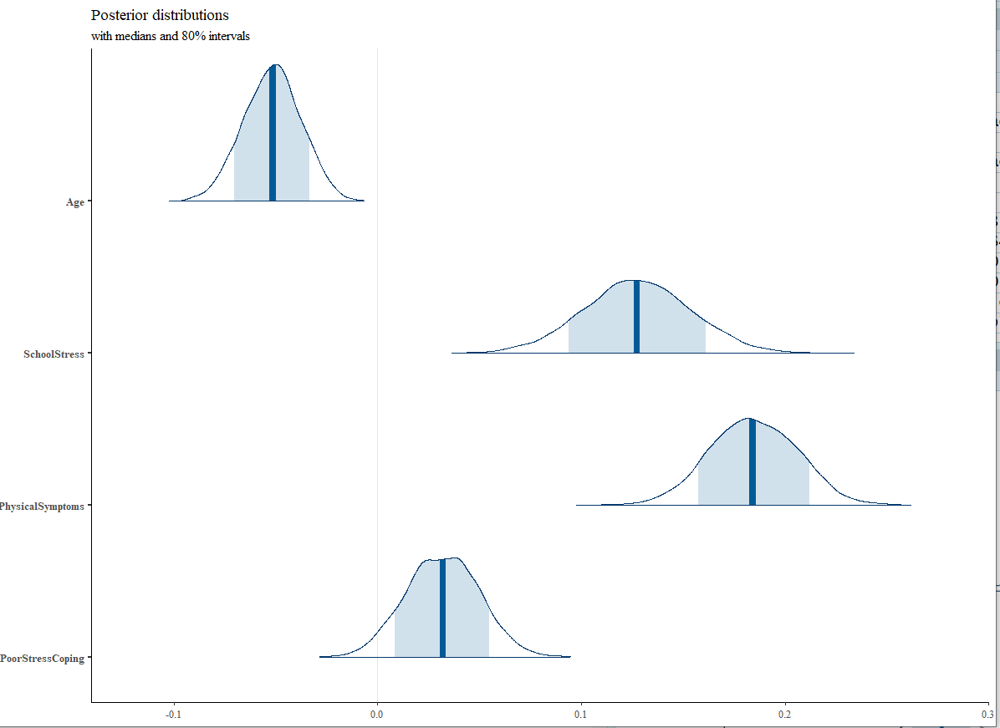 Posterior distributions
with medians and 80% intervals
Age
SchoolStress
PhysicalSymptoms
PoorStressCoping
-0.1
0.0
0.1
0.2
0.3